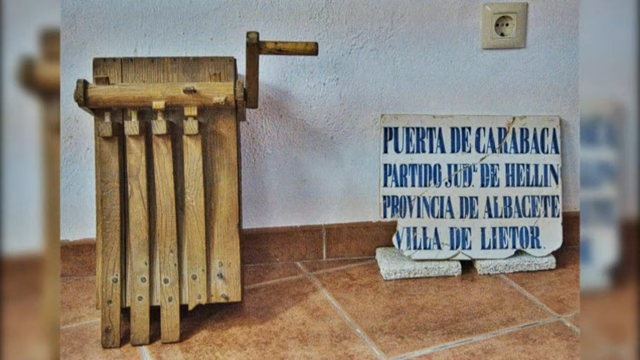 PUERTA DE CARABACA
PARTIDO JUD.L DE HELLIN
PROVINCIA DE ALBACETE
VILLA DE LIETOR.